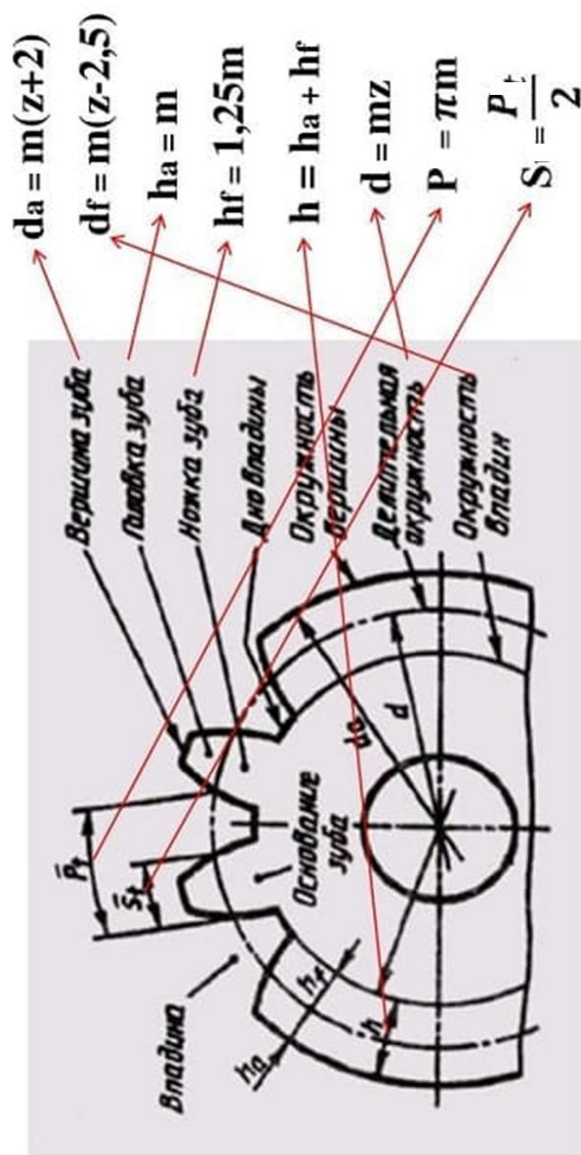 da = m(z+2)
df = m(z-2,5)
ha = m
hf = 1,25m
h = ha + hf
d = mz
P = πm
S = Pt
2
Вершина зуба
Головка зуба
Ножка зуба
Дно впадины
Окружность
вершины
Делительная
окружность
Окружность
впадин
Pt
St
Впадина
Основание
зуба
ha
hf
h
da
d